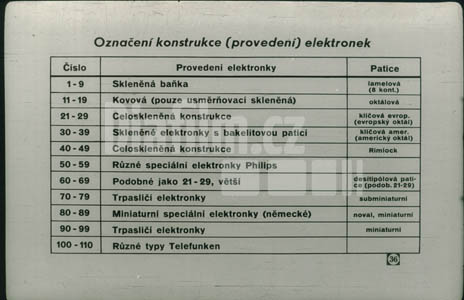 Označení konstrukce (provedení) elektronek
Číslo Provedení elektronky Patice
1 - 9 Skleněná baňka lamelová (8 kont.)
11 - 19 Kovová (pouze usměrňovací skleněná) oktálová
21 - 29 Celoskleněná konstrukce klíčová evrop. (evropský oktál)
30 - 39 Skleněné elektronky s bakelitovou paticí klíčová amer. (americký oktál)
40 - 49 Celoskleněná konstrukce Rimlock
50 - 59 Různé speciální elektronky Philips
60 - 69 Podobné jako 21 - 29, větší desítipólová patice (podob. 21-29)
70 - 79 Trpasličí elektronky subminiaturní
80 - 89 Miniaturní speciální elektronky (německé) noval, miniaturní
90 - 99 Trpasličí elektronky miniaturní
100 - 110 Různé typy Telefunken
36